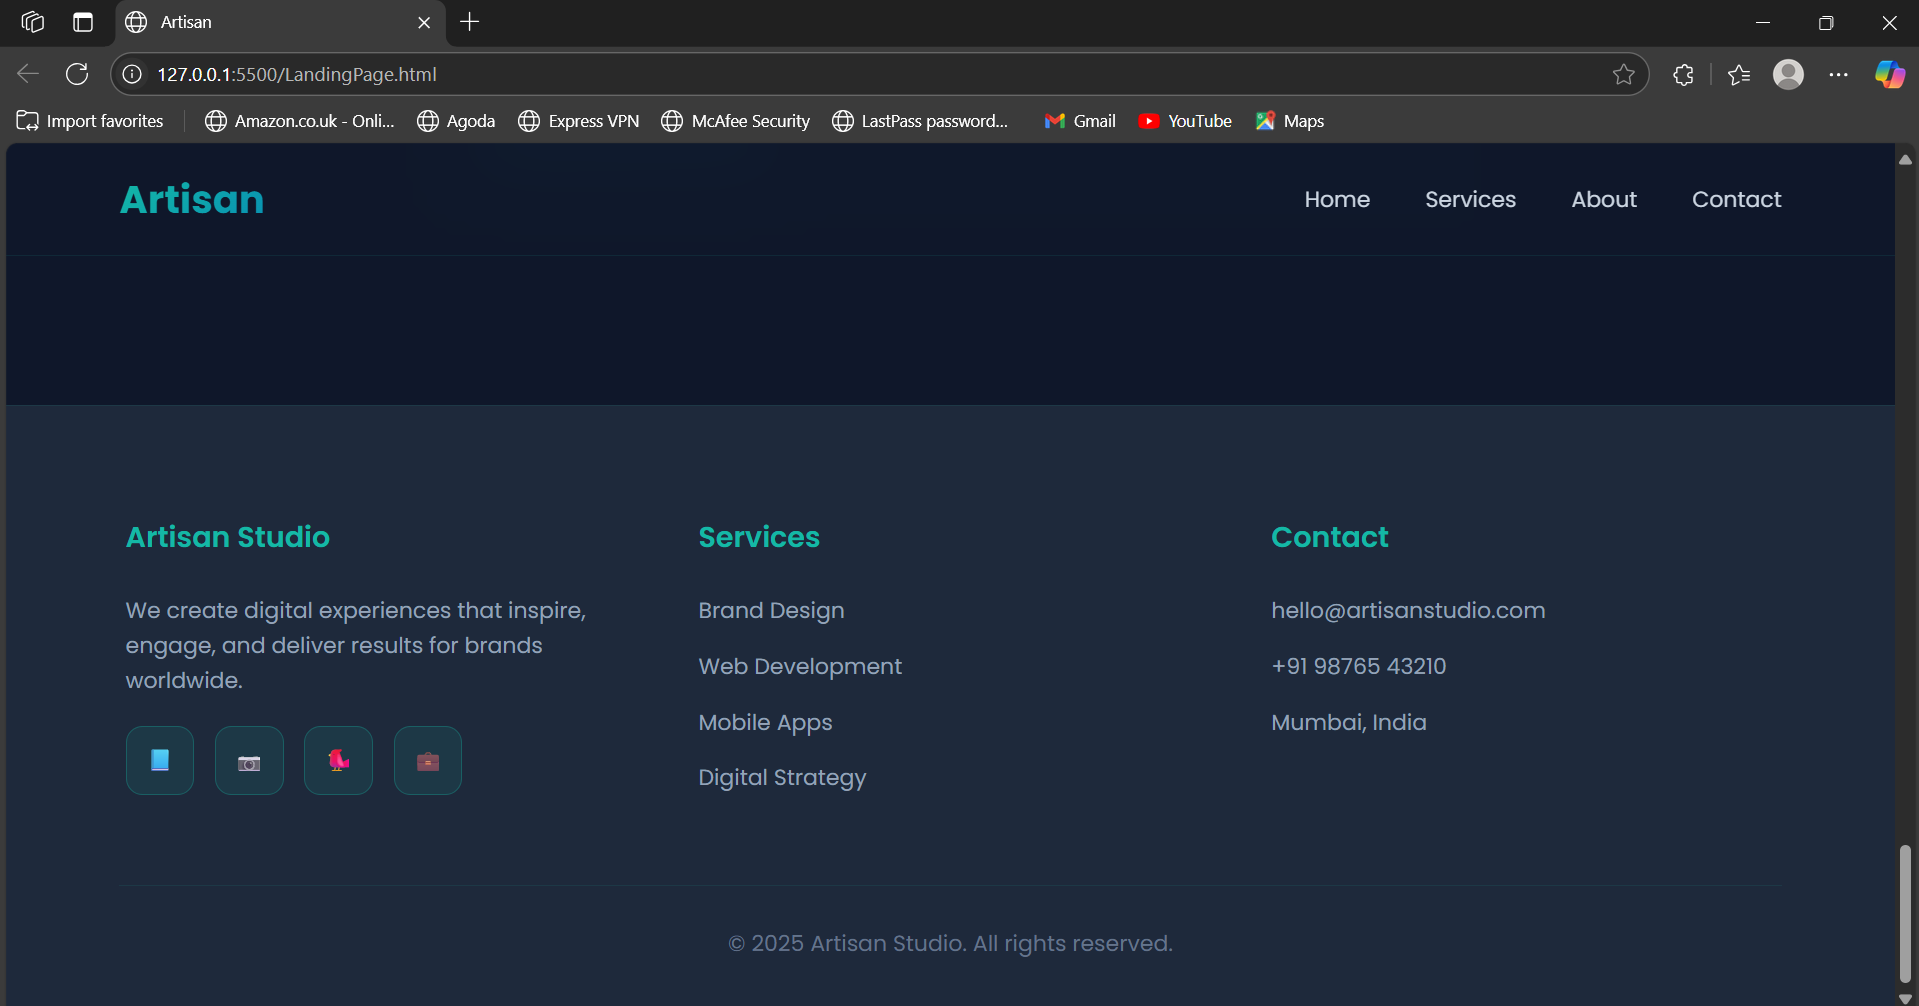 Artisan
127.0.0.1:5500/LandingPage.html
Import favorites
Amazon.co.uk - Onli...
Agoda
Express VPN
McAfee Security
LastPass password...
Gmail
YouTube
Maps
Artisan
Home
Services
About
Contact
Artisan Studio
We create digital experiences that inspire,
engage, and deliver results for brands
worldwide.
Services
Brand Design
Web Development
Mobile Apps
Digital Strategy
Contact
hello@artisanstudio.com
+91 98765 43210
Mumbai, India
© 2025 Artisan Studio. All rights reserved.